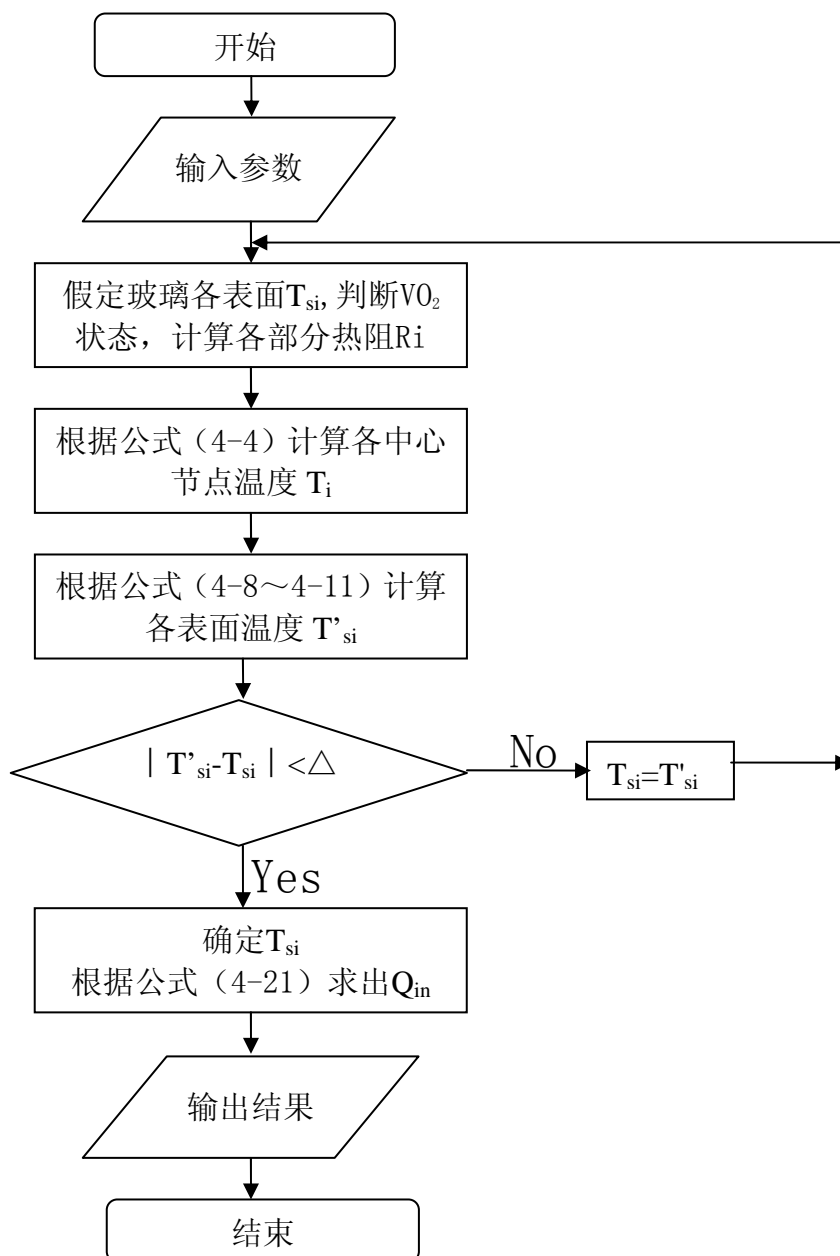 开始
输入参数
假定玻璃各表面Tsi,判断VO₂
状态，计算各部分热阻Ri
根据公式（4-4）计算各中心
节点温度 Ti
根据公式（4-8～4-11）计算
各表面温度 T’si
| T’si-Tsi | <△
No
Tsi=T'si
Yes
确定Tsi
根据公式（4-21）求出Qin
输出结果
结束